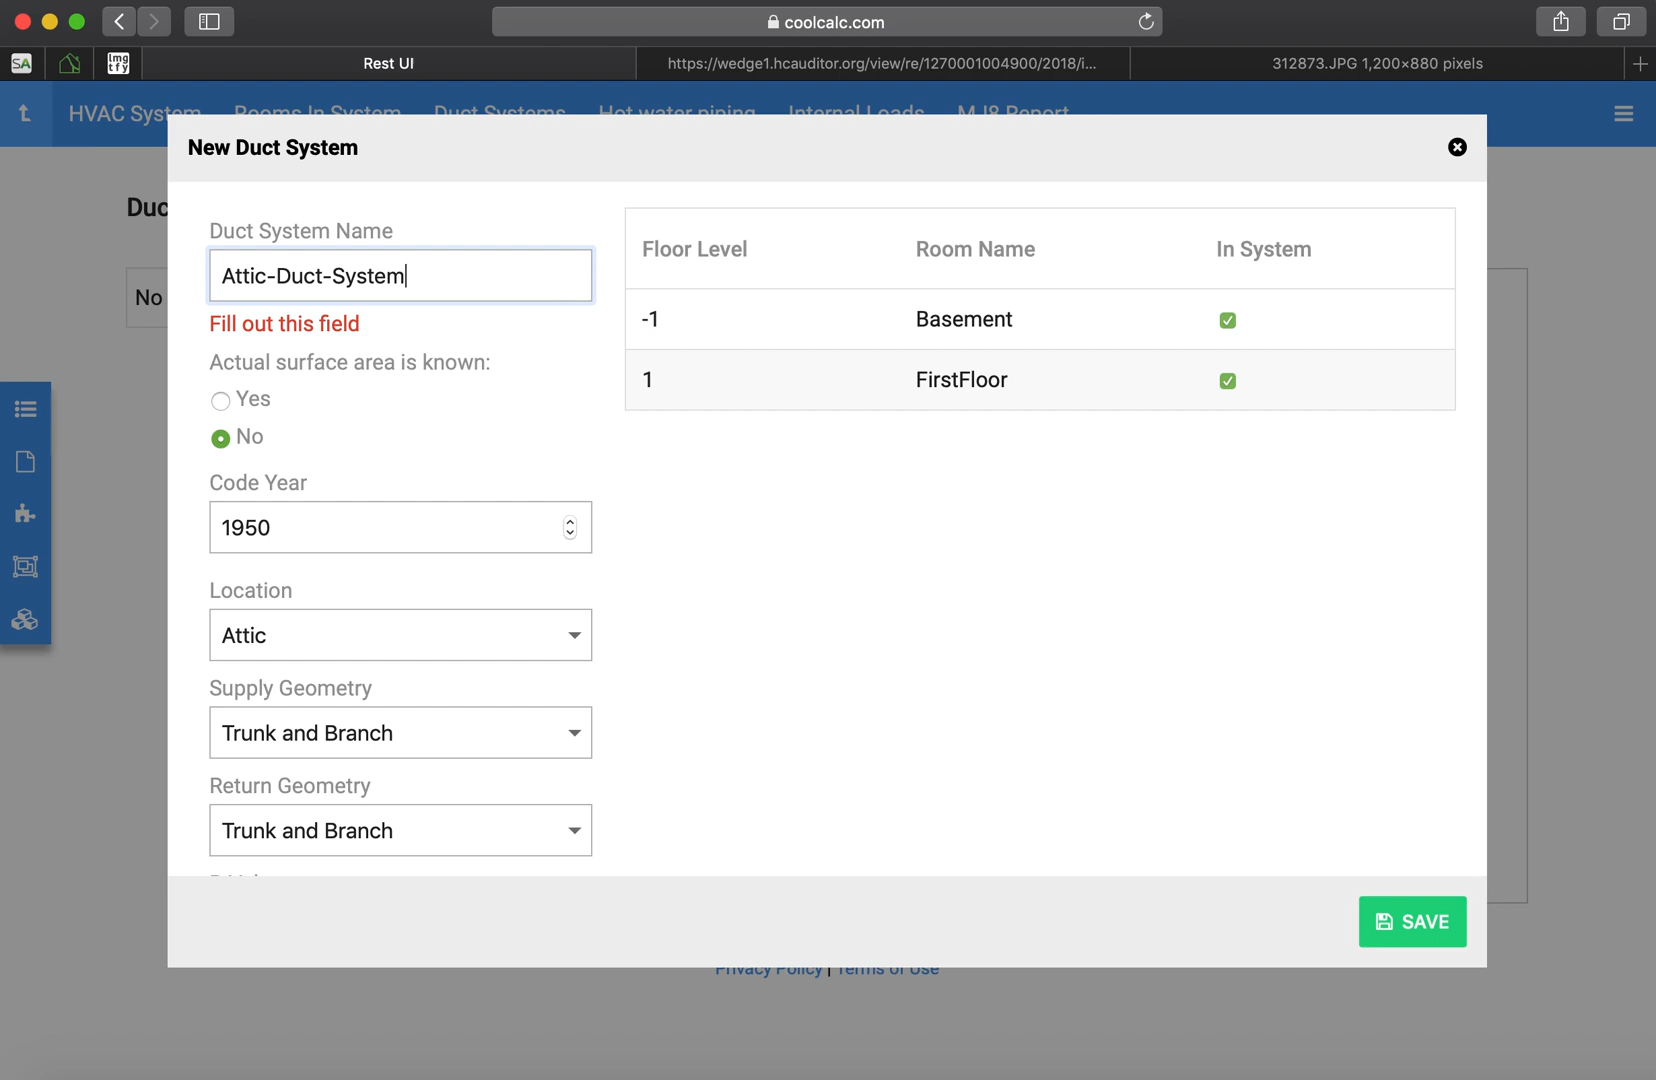 coolcalc.com
SA
Img
tfy
Rest UI
https://wedge1.hcauditor.org/view/re/1270001004900/2018/i...
312873.JPG 1,200×880 pixels
HVAC System
Rooms In System
Duct Systems
Hot water piping
Internal Loads
MJ8 Report
New Duct System
Duc
No
Duct System Name
Attic-Duct-System
Fill out this field
Actual surface area is known:
Yes
No
Code Year
1950
Location
Attic
Supply Geometry
Trunk and Branch
Return Geometry
Trunk and Branch
Floor Level
Room Name
In System
-1
Basement
1
FirstFloor
SAVE
Privacy Policy | Terms of Use